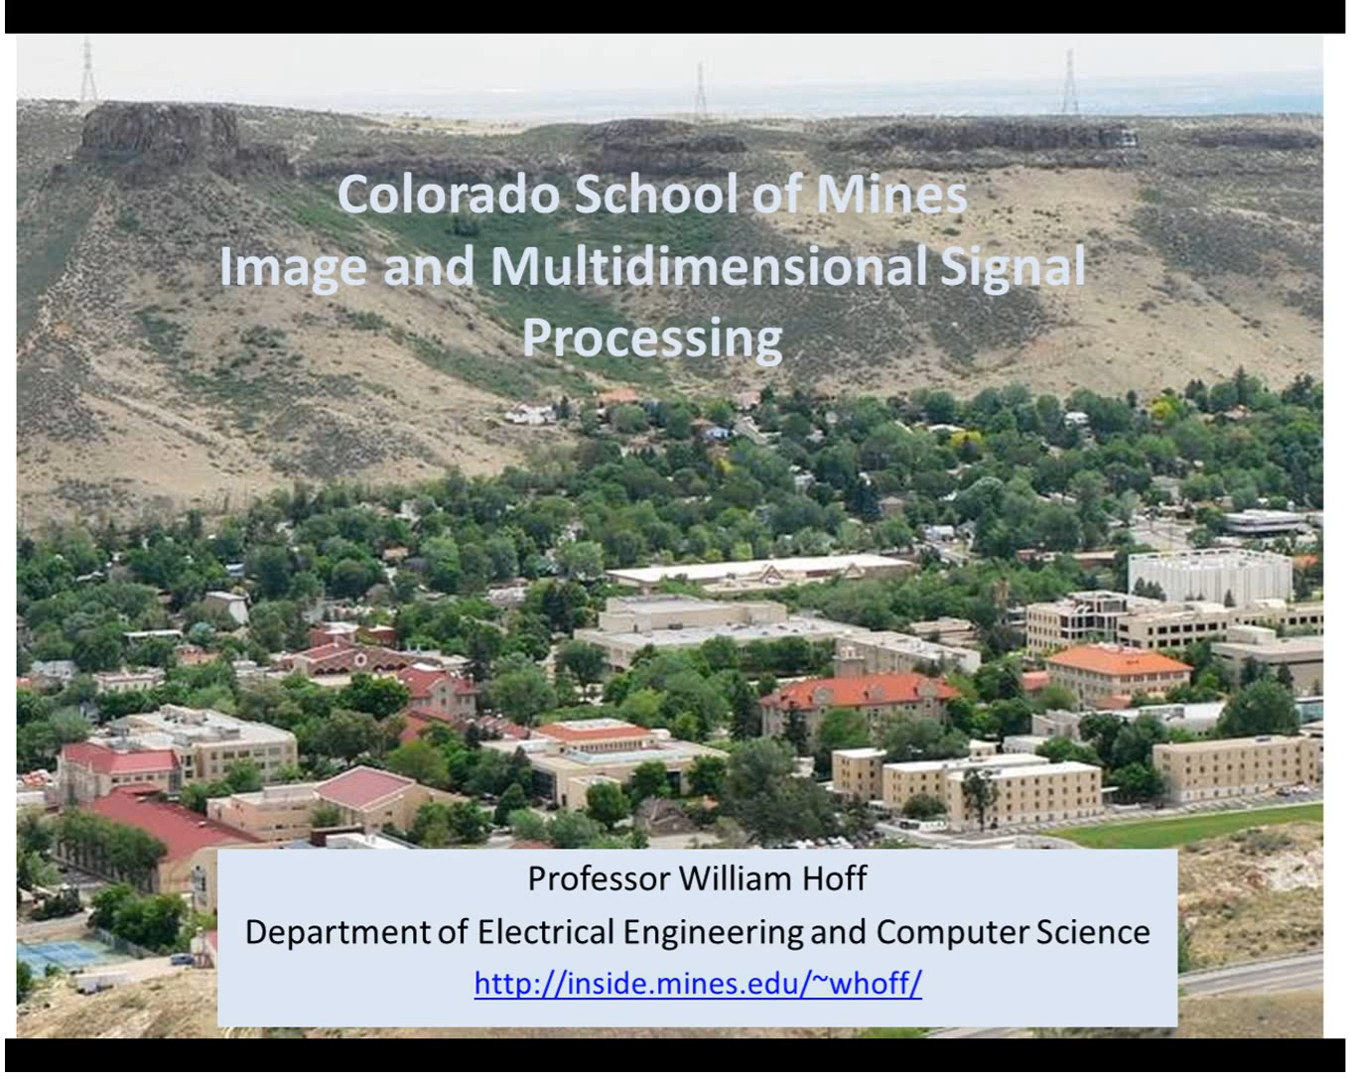 Colorado School of Mines
Image and Multidimensional Signal
Processing
Professor William Hoff
Department of Electrical Engineering and Computer Science
http://inside.mines.edu/~whoff/